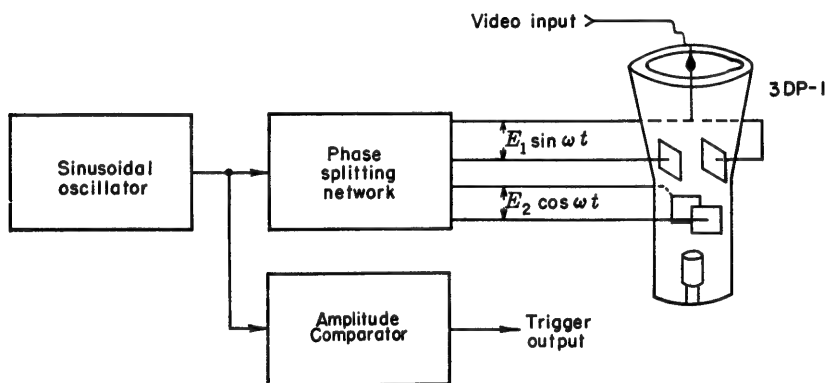 Video input
3DP-1
Sinusoidal
oscillator
Phase
splitting
network
E₁ sin ωt
E₂ cos ωt
Amplitude
Comparator
Trigger
output